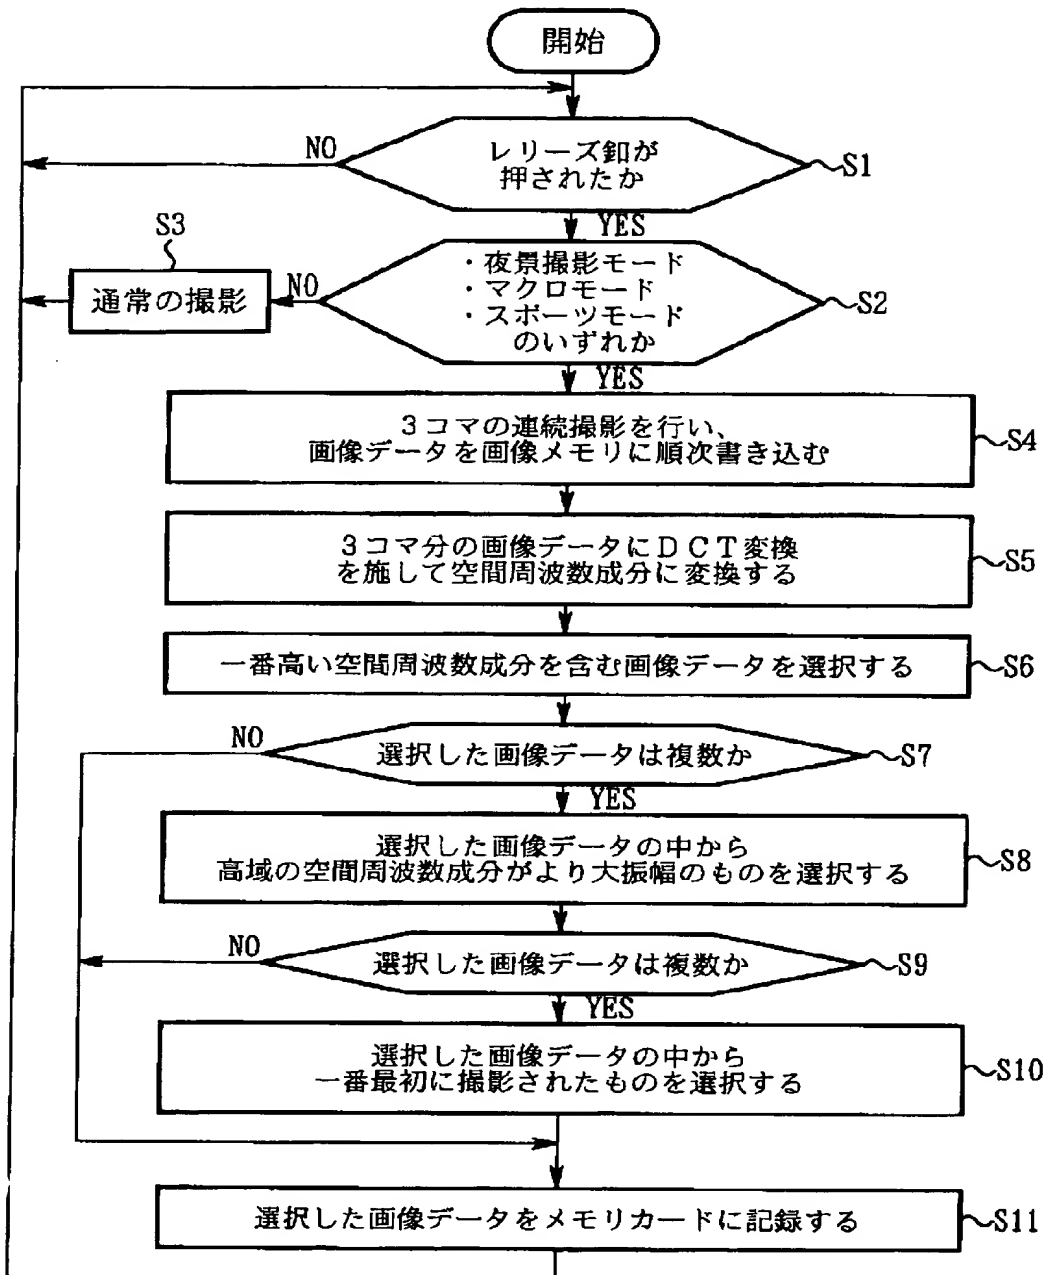 開始
レリーズ釦が
押されたか
NO
S1
YES
S3
通常の撮影
NO
・夜景撮影モード
・マクロモード
・スポーツモード
のいずれか
S2
YES
3コマの連続撮影を行い、
画像データを画像メモリに順次書き込む
S4
3コマ分の画像データにDCT変換
を施して空間周波数成分に変換する
S5
一番高い空間周波数成分を含む画像データを選択する
S6
NO
選択した画像データは複数か
S7
YES
選択した画像データの中から
高域の空間周波数成分がより大振幅のものを選択する
S8
NO
選択した画像データは複数か
S9
YES
選択した画像データの中から
一番最初に撮影されたものを選択する
S10
選択した画像データをメモリカードに記録する
S11